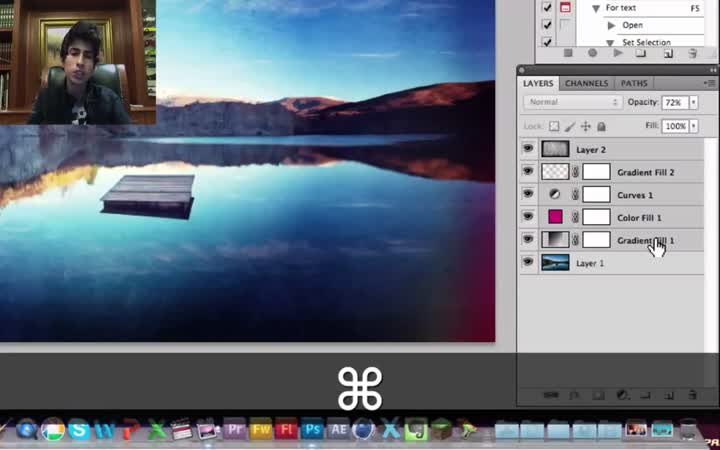 For text F5
Open
Set Selection
LAYERS CHANNELS PATHS
Normal Opacity: 72%
Lock: Fill: 100%
Layer 2
Gradient Fill 2
Curves 1
Color Fill 1
Gradient Fill 1
Layer 1
⌘
Pr Fw Fl Ps AE